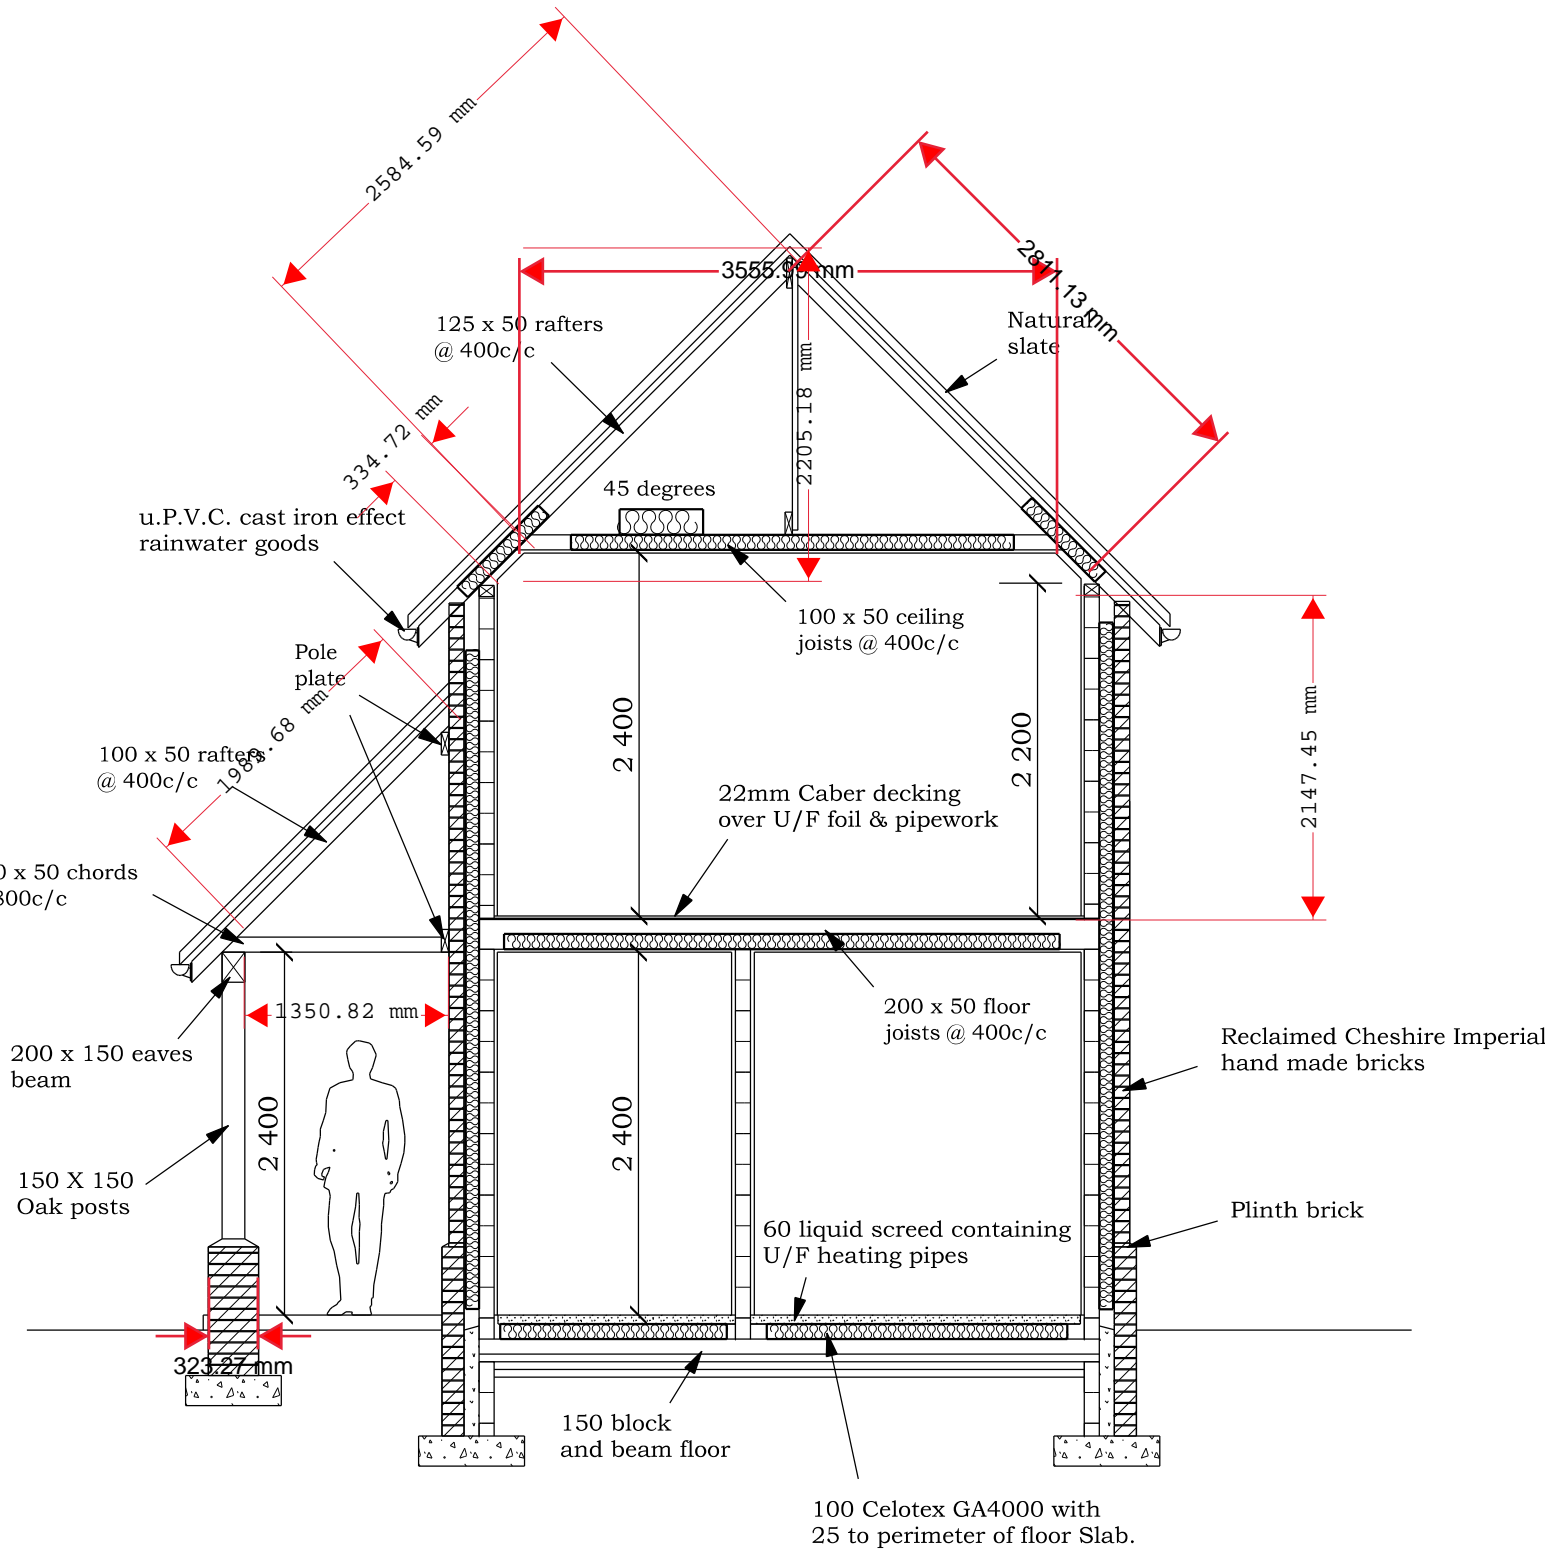 2584.59 mm
3555.99 mm
2811.13 mm
125 x 50 rafters
@ 400c/c
Natural
slate
2205.18 mm
334.72 mm
45 degrees
u.P.V.C. cast iron effect
rainwater goods
100 x 50 ceiling
joists @ 400c/c
Pole
plate
2 400
2 200
2147.45 mm
1989.68 mm
100 x 50 rafters
@ 400c/c
22mm Caber decking
over U/F foil & pipework
0 x 50 chords
800c/c
1350.82 mm
200 x 50 floor
joists @ 400c/c
200 x 150 eaves
beam
Reclaimed Cheshire Imperial
hand made bricks
2 400
2 400
150 X 150
Oak posts
Plinth brick
60 liquid screed containing
U/F heating pipes
323.27 mm
150 block
and beam floor
100 Celotex GA4000 with
25 to perimeter of floor Slab.